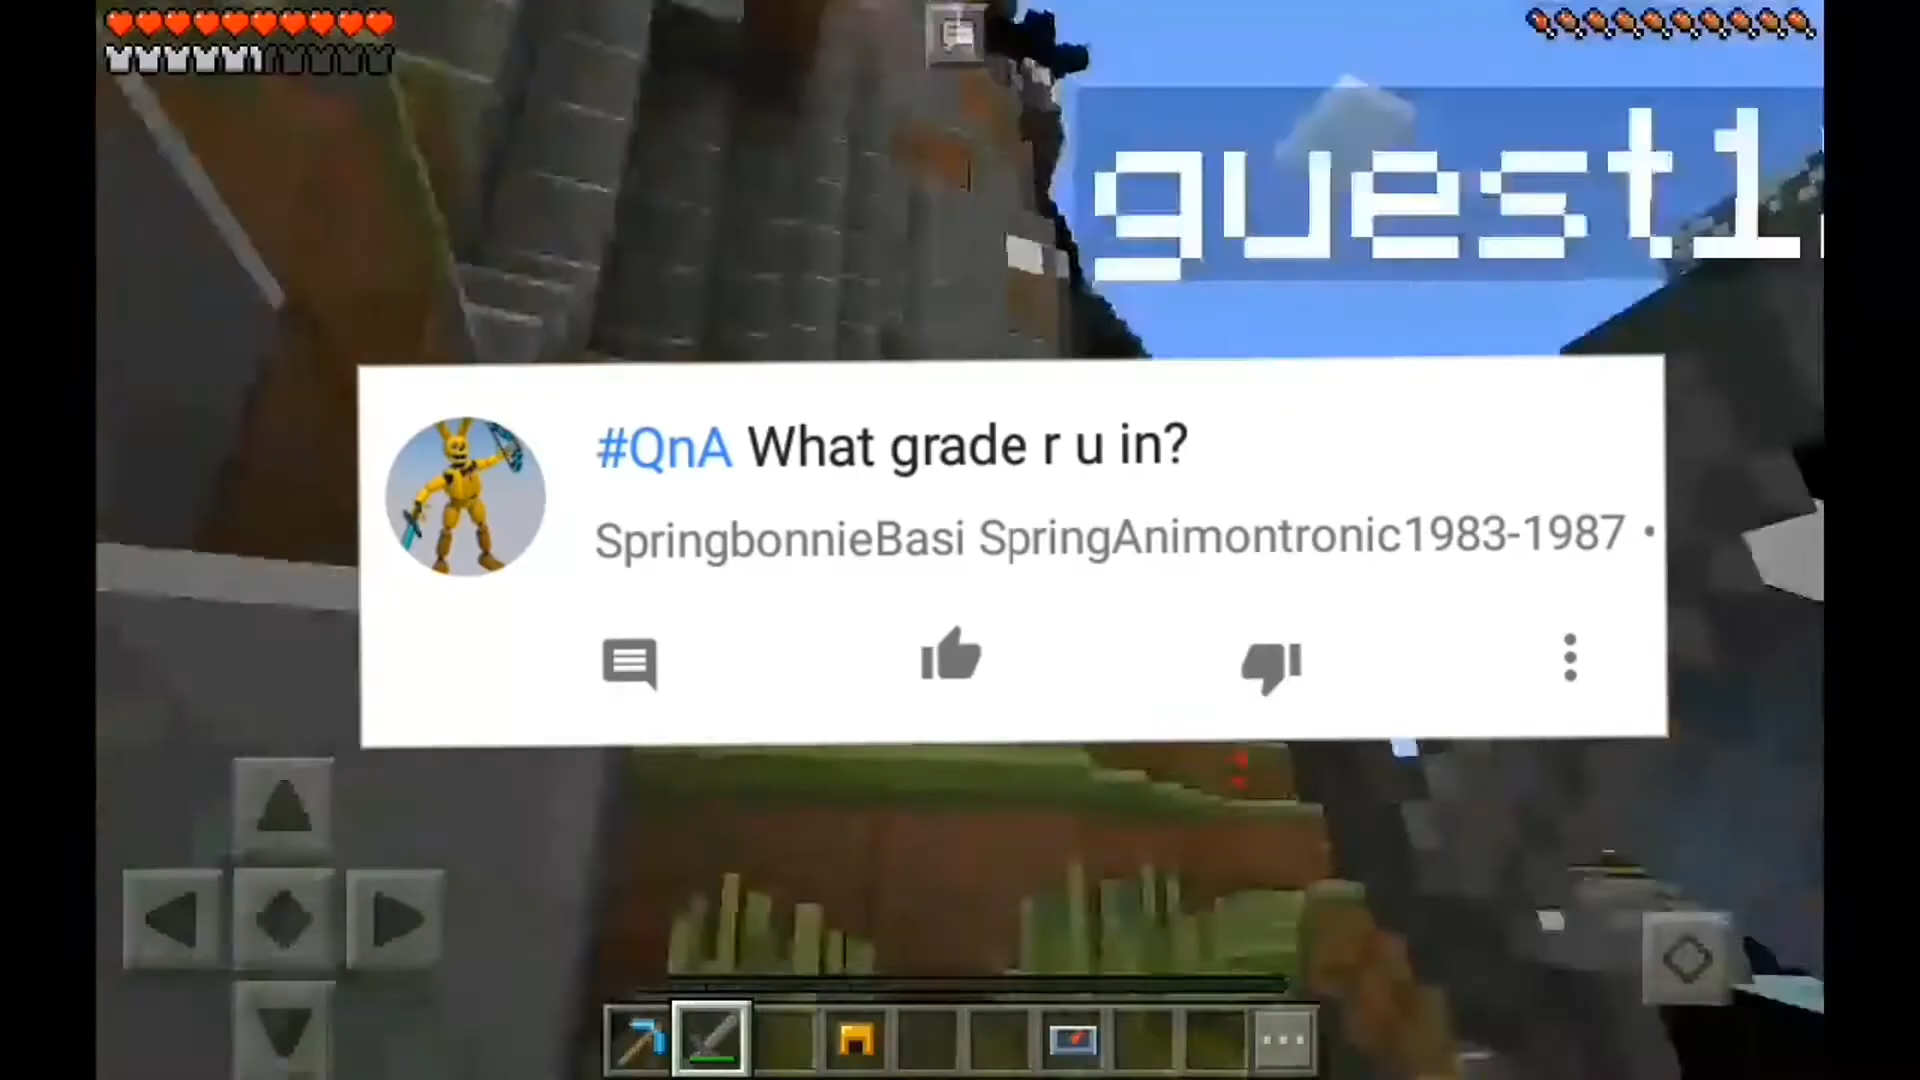 guest1
#QnA What grade r u in?
SpringbonnieBasi SpringAnimontronic1983-1987 •